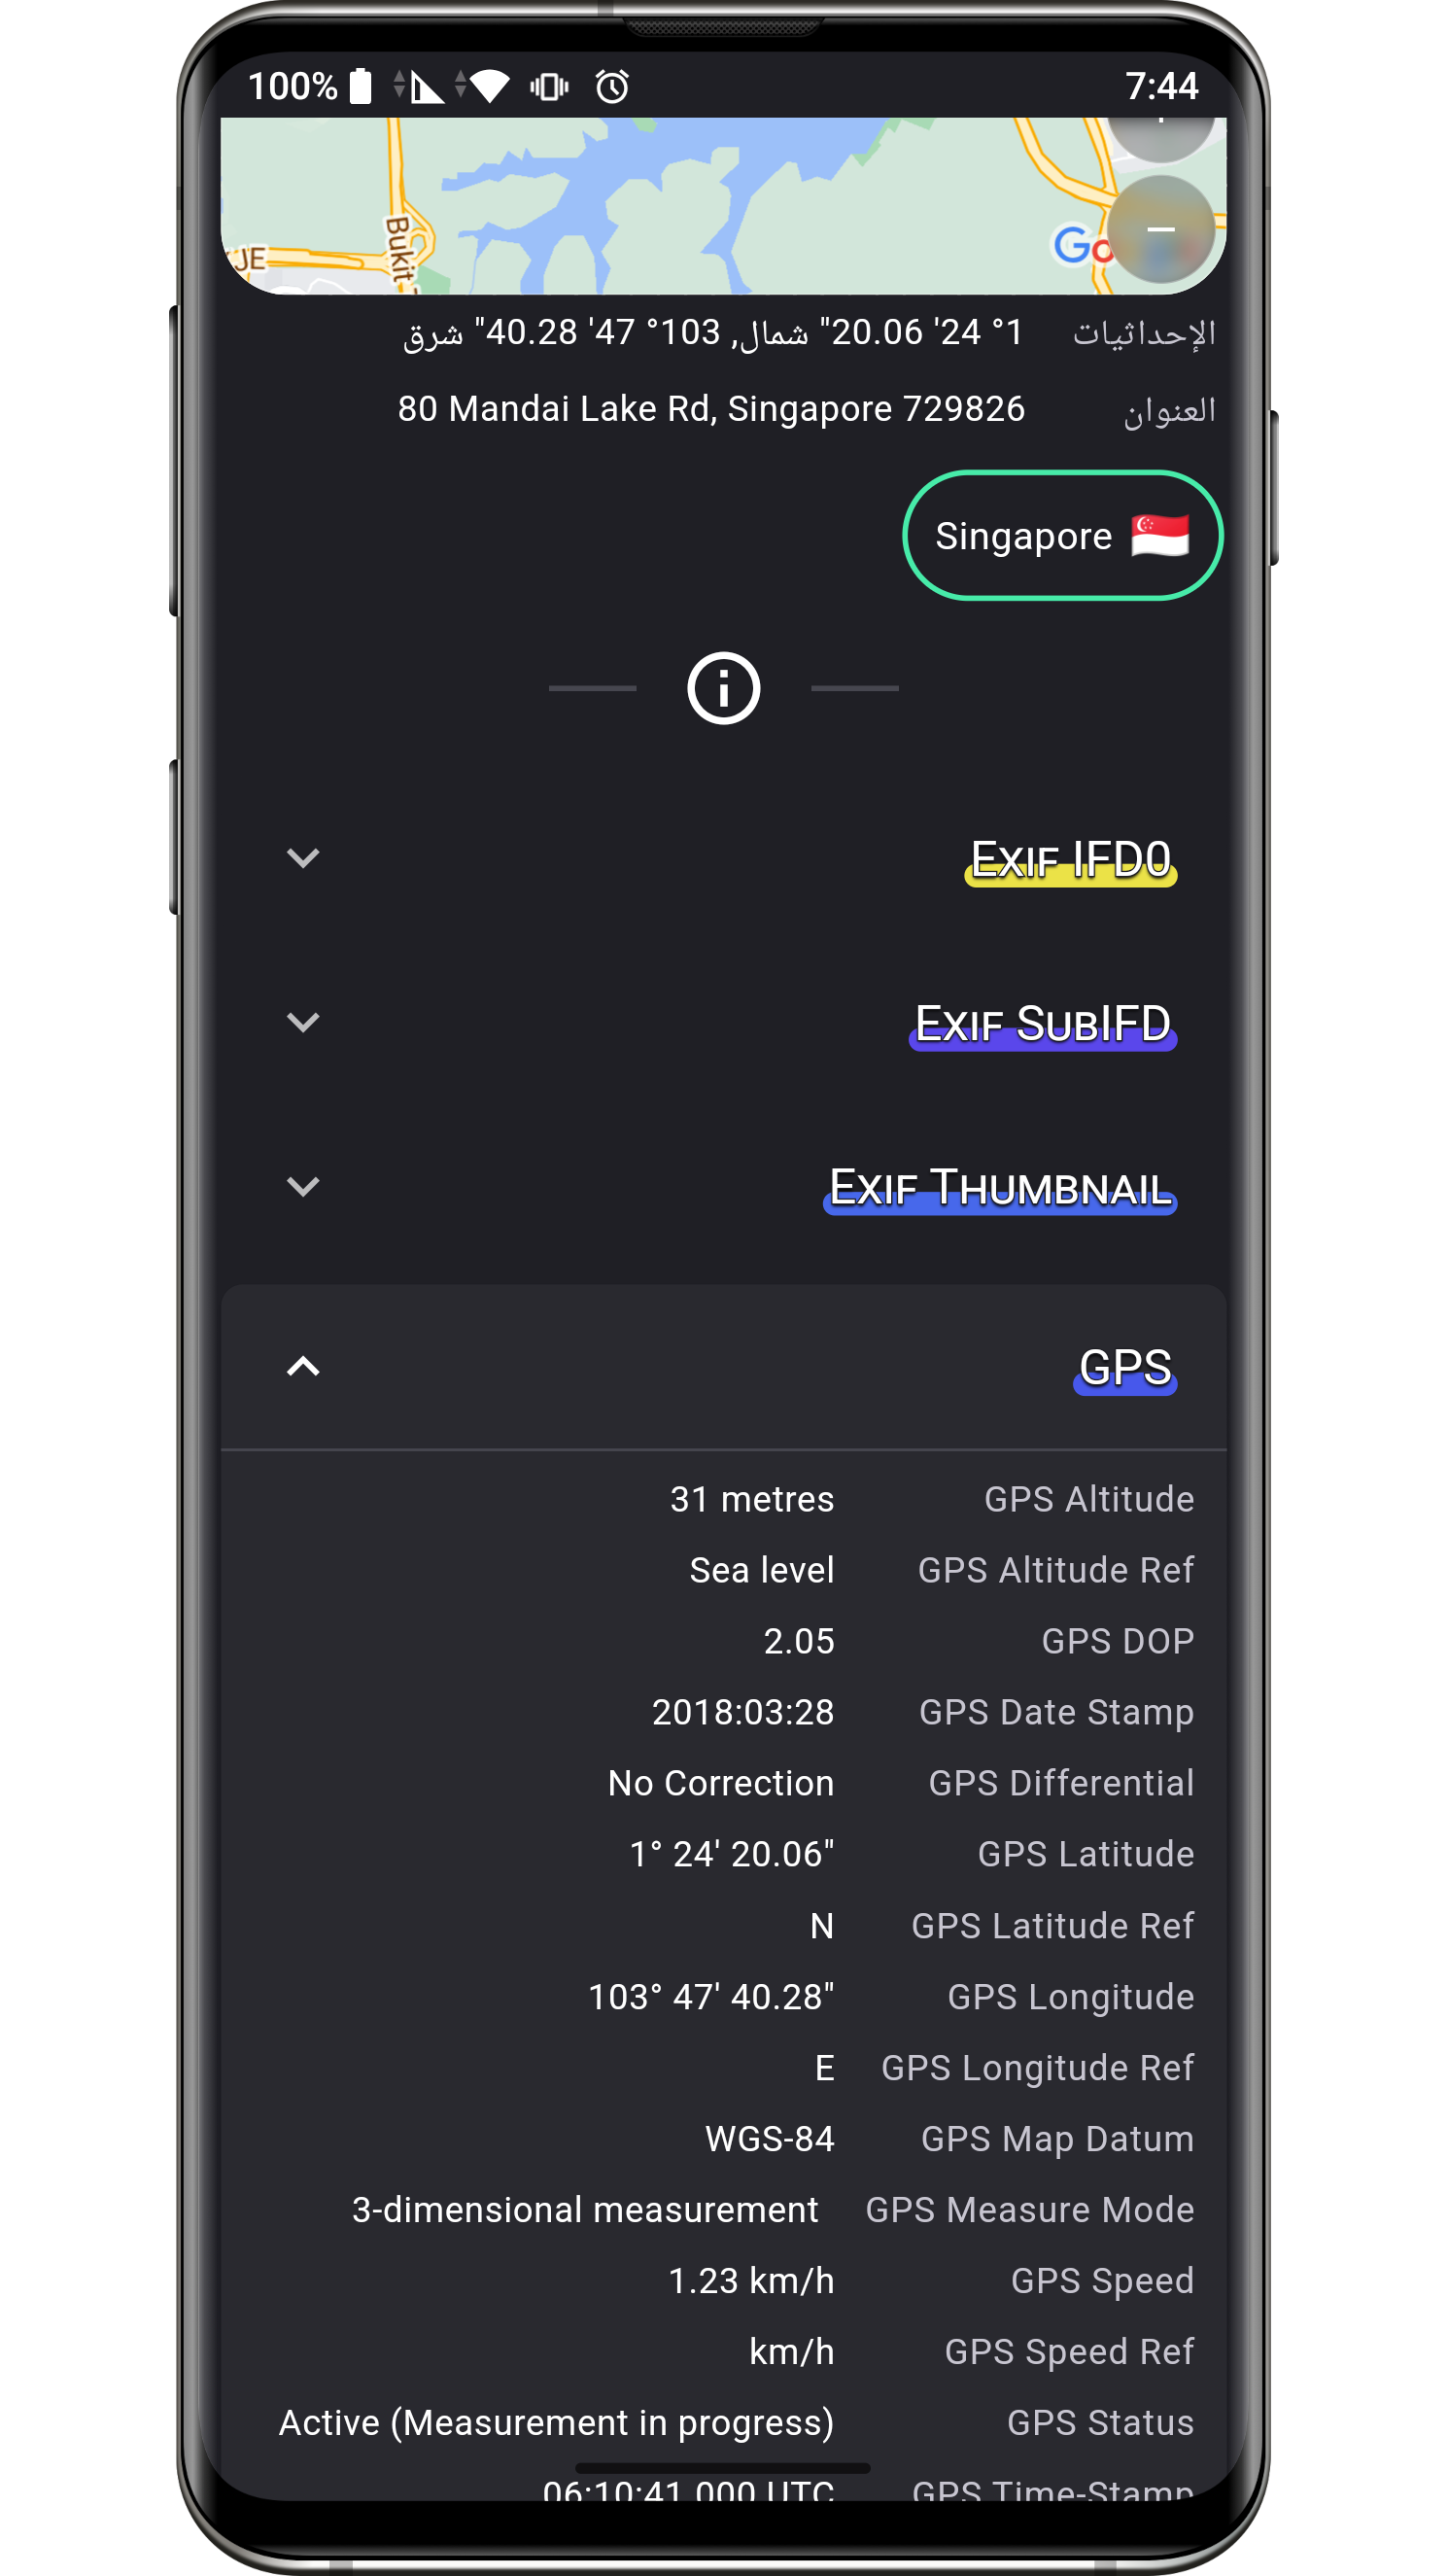 100% 7:44
JE
Bukit
Go
الإحداثيات 1° 24' 20.06" شمال, 103° 47' 40.28" شرق
العنوان 80 Mandai Lake Rd, Singapore 729826
Singapore
Exif IFD0
Exif SubIFD
Exif Thumbnail
GPS
GPS Altitude 31 metres
GPS Altitude Ref Sea level
GPS DOP 2.05
GPS Date Stamp 2018:03:28
GPS Differential No Correction
GPS Latitude 1° 24' 20.06"
GPS Latitude Ref N
GPS Longitude 103° 47' 40.28"
GPS Longitude Ref E
GPS Map Datum WGS-84
GPS Measure Mode 3-dimensional measurement
GPS Speed 1.23 km/h
GPS Speed Ref km/h
GPS Status Active (Measurement in progress)
GPS Time-Stamp 06:10:41.000 UTC